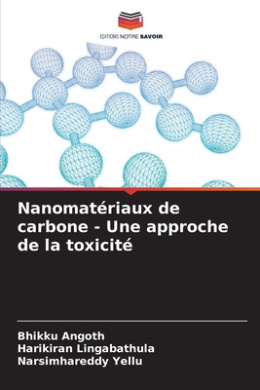 EDITIONS NOTRE SAVOIR
Nanomatériaux de
carbone - Une approche
de la toxicité
Bhikku Angoth
Harikiran Lingabathula
Narsimhareddy Yellu